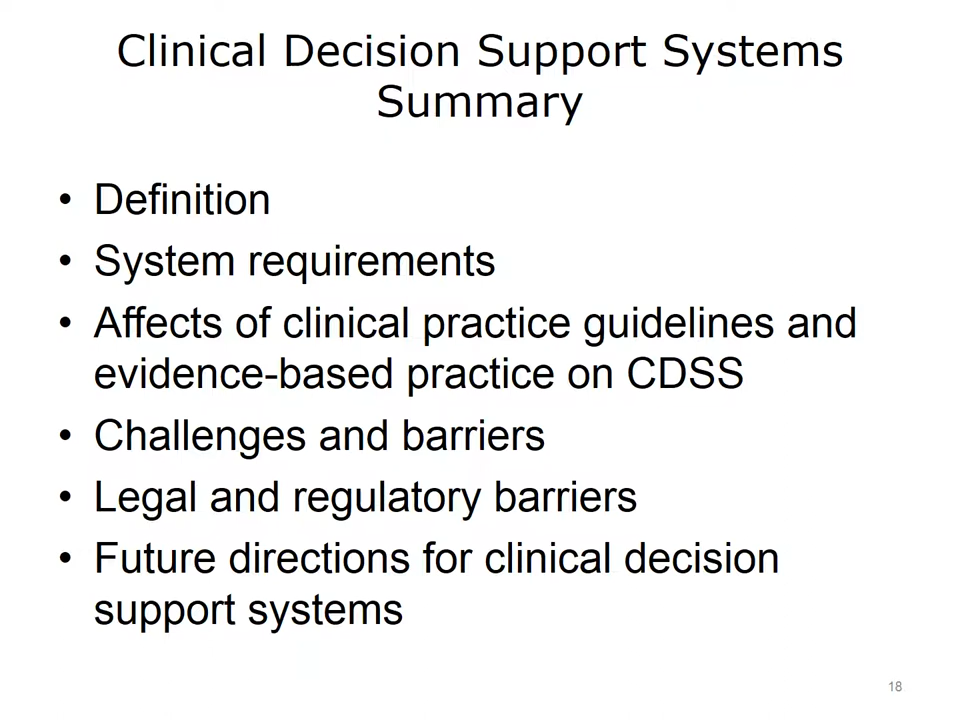 Clinical Decision Support Systems
Summary
• Definition
• System requirements
• Affects of clinical practice guidelines and
evidence-based practice on CDSS
• Challenges and barriers
• Legal and regulatory barriers
• Future directions for clinical decision
support systems
18